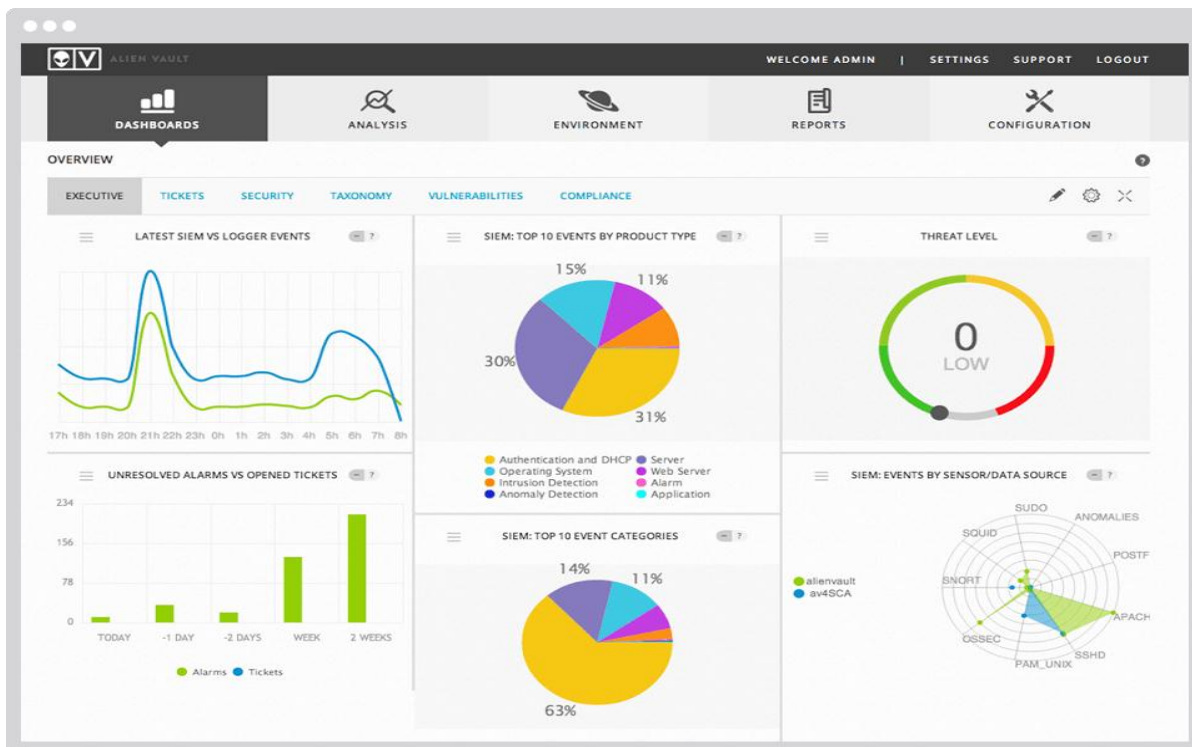 ALIEN VAULT
WELCOME ADMIN | SETTINGS SUPPORT LOGOUT
DASHBOARDS ANALYSIS ENVIRONMENT REPORTS CONFIGURATION
OVERVIEW ?
EXECUTIVE TICKETS SECURITY TAXONOMY VULNERABILITIES COMPLIANCE
LATEST SIEM VS LOGGER EVENTS - ?
17h 18h 19h 20h 21h 22h 23h 0h 1h 2h 3h 4h 5h 6h 7h 8h
UNRESOLVED ALARMS VS OPENED TICKETS - ?
234
156
78
0
TODAY -1 DAY -2 DAYS WEEK 2 WEEKS
Alarms Tickets
SIEM: TOP 10 EVENTS BY PRODUCT TYPE - ?
15%
11%
30%
31%
Authentication and DHCP Server
Operating System Web Server
Intrusion Detection Alarm
Anomaly Detection Application
SIEM: TOP 10 EVENT CATEGORIES - ?
14%
11%
63%
THREAT LEVEL - ?
0
LOW
SIEM: EVENTS BY SENSOR/DATA SOURCE - ?
SUDO
ANOMALIES
SQUID
POSTF
SNORT
alienvault
av4SCA
APACH
OSSEC
SSHD
PAM_UNIX